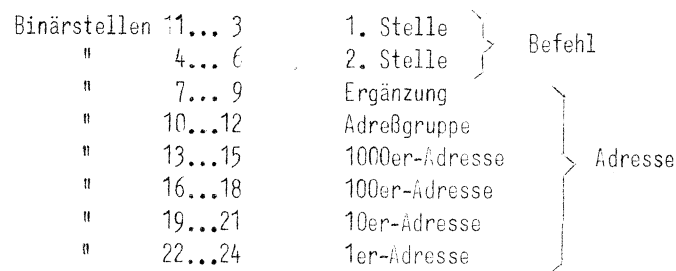 Binärstellen 11... 3 1. Stelle
" 4... 6 2. Stelle Befehl
" 7... 9 Ergänzung
" 10...12 Adreßgruppe
" 13...15 1000er-Adresse Adresse
" 16...18 100er-Adresse
" 19...21 10er-Adresse
" 22...24 1er-Adresse